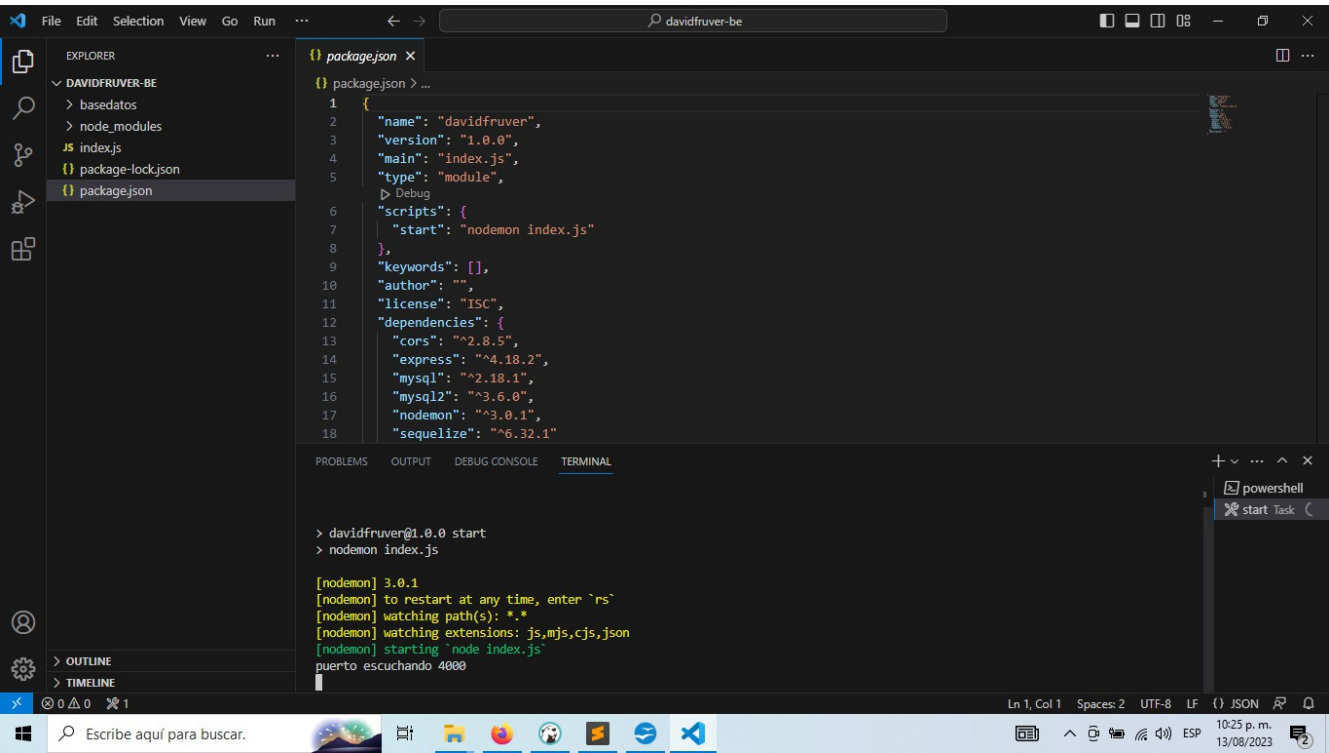 File Edit Selection View Go Run ...
davidfruver-be
EXPLORER
DAVIDFRUVER-BE
> basedatos
> node_modules
JS index.js
{} package-lock.json
{} package.json
> OUTLINE
> TIMELINE
{} package.json
{} package.json > ...
1 {
2 "name": "davidfruver",
3 "version": "1.0.0",
4 "main": "index.js",
5 "type": "module",
Debug
6 "scripts": {
7 "start": "nodemon index.js"
8 },
9 "keywords": [],
10 "author": "",
11 "license": "ISC",
12 "dependencies": {
13 "cors": "^2.8.5",
14 "express": "^4.18.2",
15 "mysql": "^2.18.1",
16 "mysql2": "^3.6.0",
17 "nodemon": "^3.0.1",
18 "sequelize": "^6.32.1"
PROBLEMS OUTPUT DEBUG CONSOLE TERMINAL
powershell
start Task
> davidfruver@1.0.0 start
> nodemon index.js
[nodemon] 3.0.1
[nodemon] to restart at any time, enter `rs`
[nodemon] watching path(s): *.*
[nodemon] watching extensions: js,mjs,cjs,json
[nodemon] starting `node index.js`
puerto escuchando 4000
0 0 1 Ln 1, Col 1 Spaces: 2 UTF-8 LF {} JSON
Escribe aquí para buscar. ESP 10:25 p. m.
13/08/2023 2